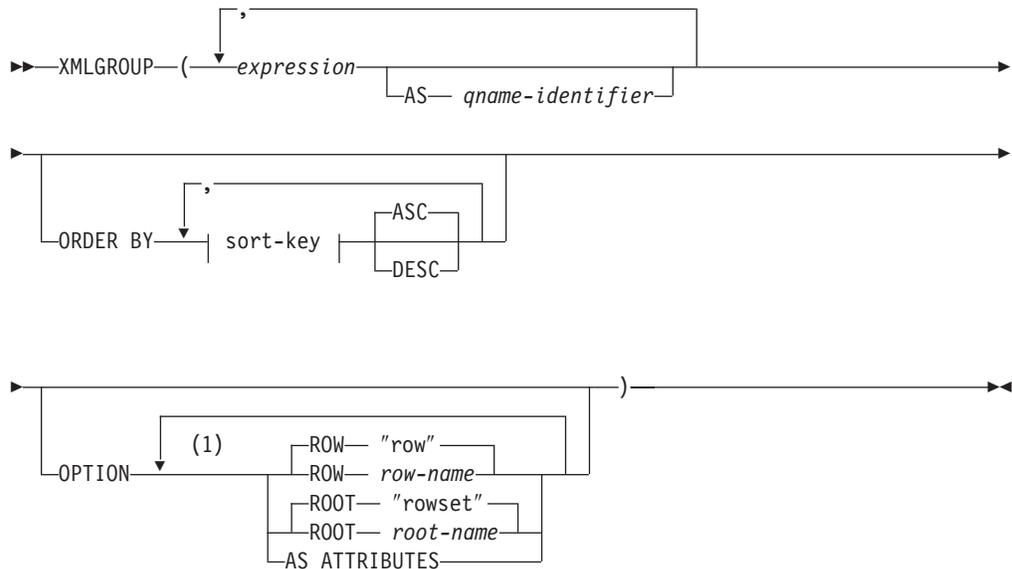 ,
XMLGROUP ( expression
AS qname-identifier
,
ASC
ORDER BY sort-key
DESC
)
(1) ROW "row"
OPTION ROW row-name
ROOT "rowset"
ROOT root-name
AS ATTRIBUTES